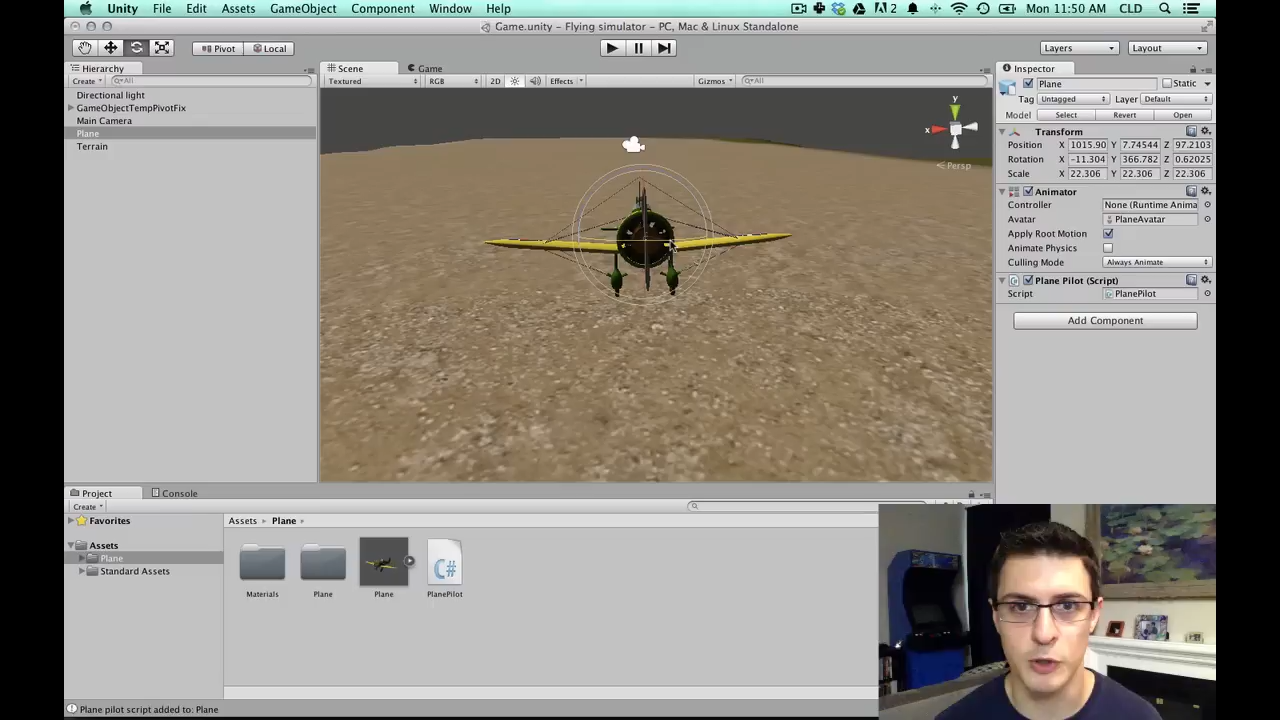 Unity File Edit Assets GameObject Component Window Help 2 Mon 11:50 AM CLD
Game.unity – Flying simulator – PC, Mac & Linux Standalone
Pivot Local Layers Layout
Hierarchy Scene Game Inspector
Create All Textured RGB 2D Effects Gizmos All Plane Static
Directional light
GameObjectTempPivotFix
Main Camera
Plane
Terrain
y
x
Persp
Tag Untagged Layer Default
Model Select Revert Open
Transform
Position X 1015.90 Y 7.74544 Z 97.2103
Rotation X -11.304 Y 366.782 Z 0.62025
Scale X 22.306 Y 22.306 Z 22.306
Animator
Controller None (Runtime Anima
Avatar PlaneAvatar
Apply Root Motion
Animate Physics
Culling Mode Always Animate
Plane Pilot (Script)
Script PlanePilot
Add Component
Project Console
Create
Favorites Assets Plane
Assets
Plane
Standard Assets
Materials Plane Plane PlanePilot
C#
Plane pilot script added to: Plane